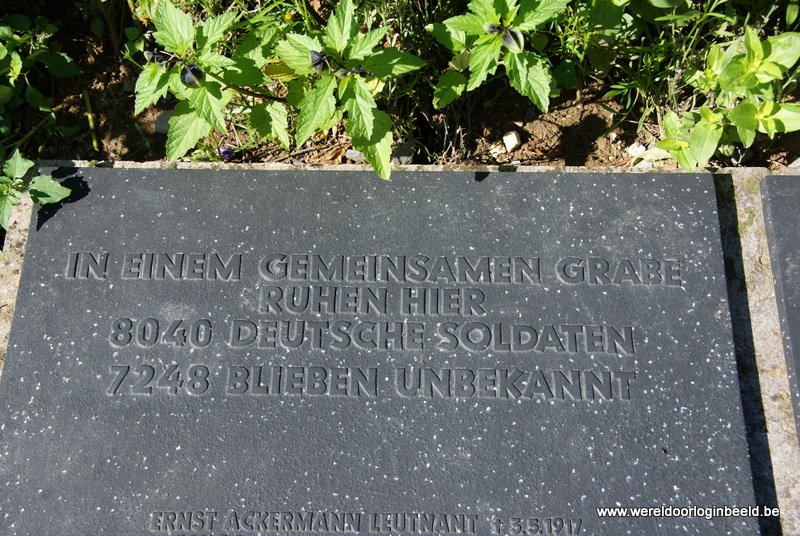 IN EINEM GEMEINSAMEN GRABE
RUHEN HIER
8040 DEUTSCHE SOLDATEN
7248 BLIEBEN UNBEKANNT
ERNST ACKERMANN LEUTNANT † 3.5.1917
www.wereldoorloginbeeld.be